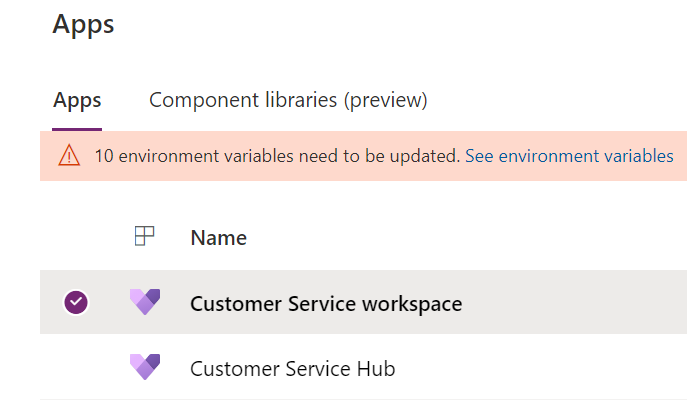 Apps
Apps Component libraries (preview)
10 environment variables need to be updated. See environment variables
Name
Customer Service workspace
Customer Service Hub